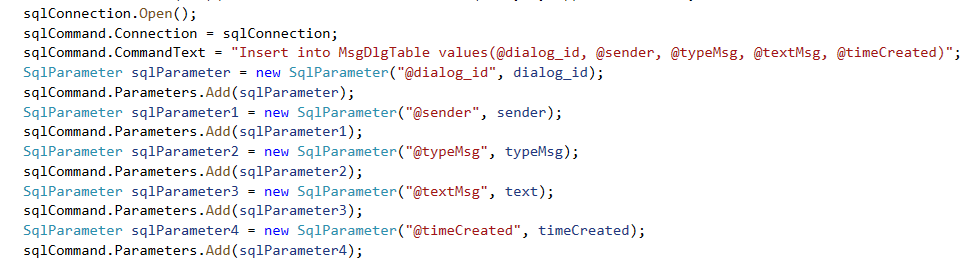 sqlConnection.Open();
sqlCommand.Connection = sqlConnection;
sqlCommand.CommandText = "Insert into MsgDlgTable values(@dialog_id, @sender, @typeMsg, @textMsg, @timeCreated)";
SqlParameter sqlParameter = new SqlParameter("@dialog_id", dialog_id);
sqlCommand.Parameters.Add(sqlParameter);
SqlParameter sqlParameter1 = new SqlParameter("@sender", sender);
sqlCommand.Parameters.Add(sqlParameter1);
SqlParameter sqlParameter2 = new SqlParameter("@typeMsg", typeMsg);
sqlCommand.Parameters.Add(sqlParameter2);
SqlParameter sqlParameter3 = new SqlParameter("@textMsg", text);
sqlCommand.Parameters.Add(sqlParameter3);
SqlParameter sqlParameter4 = new SqlParameter("@timeCreated", timeCreated);
sqlCommand.Parameters.Add(sqlParameter4);